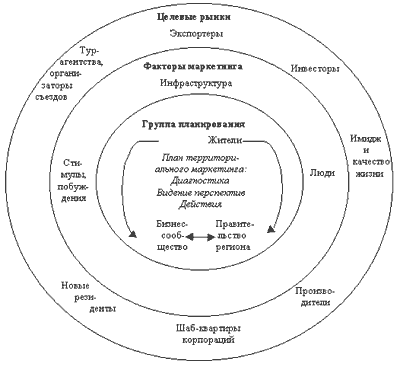 Целевые рынки
Экспортеры
Тур-
агентства,
органи-
заторы
съездов
Факторы маркетинга
Инвесторы
Инфраструктура
Группа планирования
Жители
Имидж
и
качество
жизни
Сти-
мулы,
побуж-
дения
План территори-
ального маркетинга:
Диагностика
Видение перспектив
Действия
Люди
Бизнес-
сооб-
щество
Прави-
тельство
региона
Новые
рези-
денты
Произво-
дители
Шаб-квартиры
корпораций